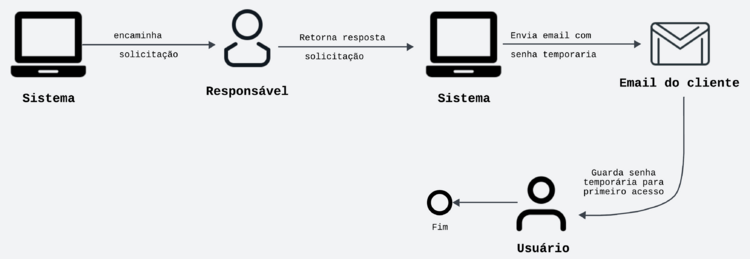 encaminha
solicitação
Sistema
Responsável
Retorna resposta
solicitação
Sistema
Envia email com
senha temporaria
Email do cliente
Guarda senha
temporária para
primeiro acesso
Usuário
Fim